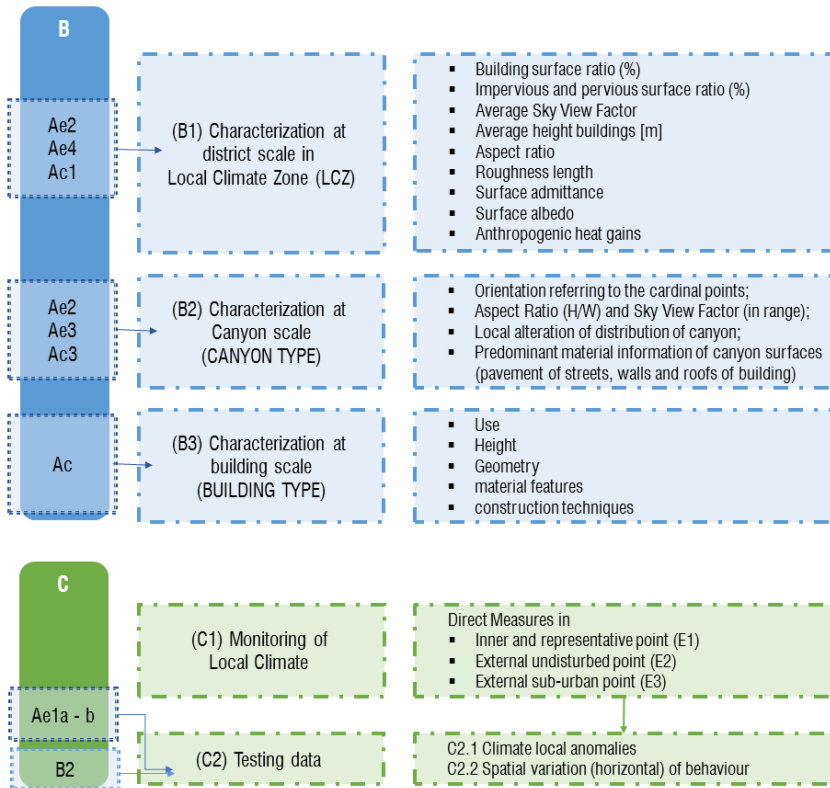 B
Ae2
Ae4
Ac1
(B1) Characterization at
district scale in
Local Climate Zone (LCZ)
▪ Building surface ratio (%)
▪ Impervious and pervious surface ratio (%)
▪ Average Sky View Factor
▪ Average height buildings [m]
▪ Aspect ratio
▪ Roughness length
▪ Surface admittance
▪ Surface albedo
▪ Anthropogenic heat gains
Ae2
Ae3
Ac3
(B2) Characterization at
Canyon scale
(CANYON TYPE)
▪ Orientation referring to the cardinal points;
▪ Aspect Ratio (H/W) and Sky View Factor (in range);
▪ Local alteration of distribution of canyon;
▪ Predominant material information of canyon surfaces
(pavement of streets, walls and roofs of building)
Ac
(B3) Characterization at
building scale
(BUILDING TYPE)
▪ Use
▪ Height
▪ Geometry
▪ material features
▪ construction techniques
C
(C1) Monitoring of
Local Climate
Direct Measures in
▪ Inner and representative point (E1)
▪ External undisturbed point (E2)
▪ External sub-urban point (E3)
Ae1a - b
B2
(C2) Testing data
C2.1 Climate local anomalies
C2.2 Spatial variation (horizontal) of behaviour